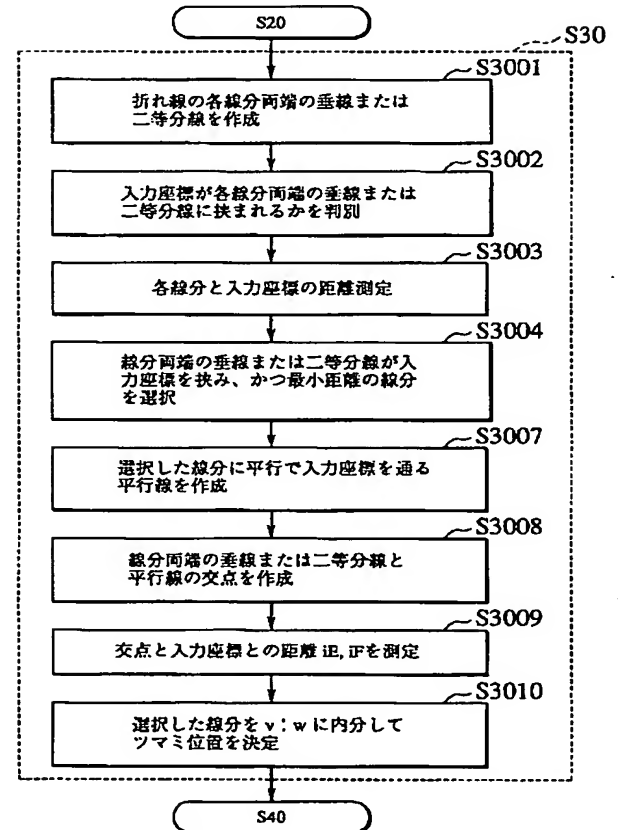 S20
S30
S3001
折れ線の各線分両端の垂線または
二等分線を作成
S3002
入力座標が各線分両端の垂線または
二等分線に挟まれるかを判別
S3003
各線分と入力座標の距離測定
S3004
線分両端の垂線または二等分線が入
力座標を挟み、かつ最小距離の線分
を選択
S3007
選択した線分に平行で入力座標を通る
平行線を作成
S3008
線分両端の垂線または二等分線と
平行線の交点を作成
S3009
交点と入力座標との距離 iE, iFを測定
S3010
選択した線分を v : w に内分して
ツマミ位置を決定
S40